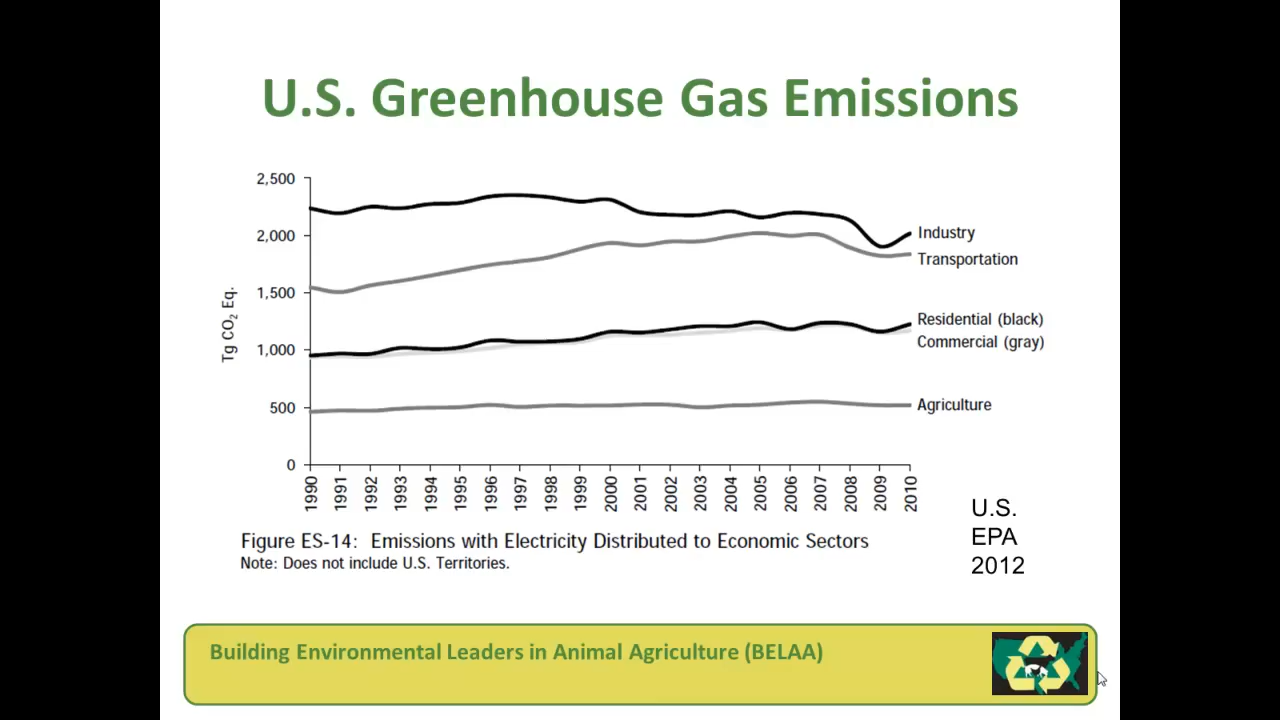 U.S. Greenhouse Gas Emissions
2,500
2,000
1,500
1,000
500
0
Tg CO₂ Eq.
Industry
Transportation
Residential (black)
Commercial (gray)
Agriculture
1990 1991 1992 1993 1994 1995 1996 1997 1998 1999 2000 2001 2002 2003 2004 2005 2006 2007 2008 2009 2010
U.S.
EPA
2012
Figure ES-14: Emissions with Electricity Distributed to Economic Sectors
Note: Does not include U.S. Territories.
Building Environmental Leaders in Animal Agriculture (BELAA)